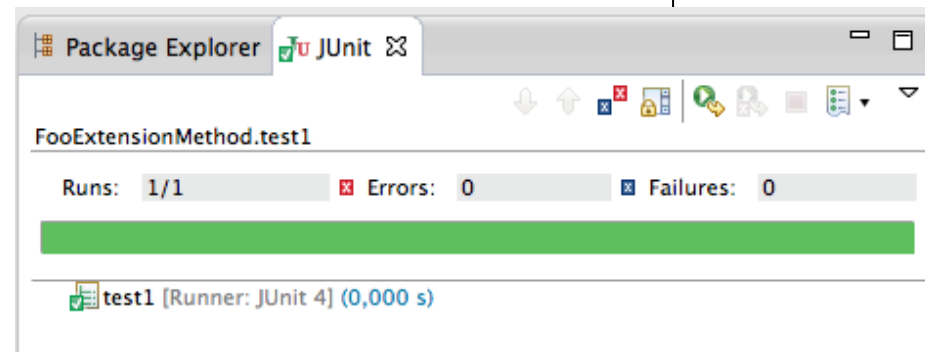 Package Explorer JUnit
FooExtensionMethod.test1
Runs: 1/1 Errors: 0 Failures: 0
test1 [Runner: JUnit 4] (0,000 s)